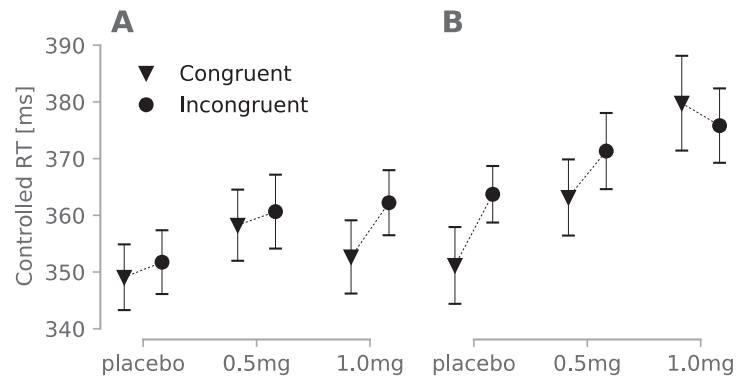 A B
390
380
370
360
350
340
Controlled RT [ms]
Congruent
Incongruent
placebo 0.5mg 1.0mg placebo 0.5mg 1.0mg